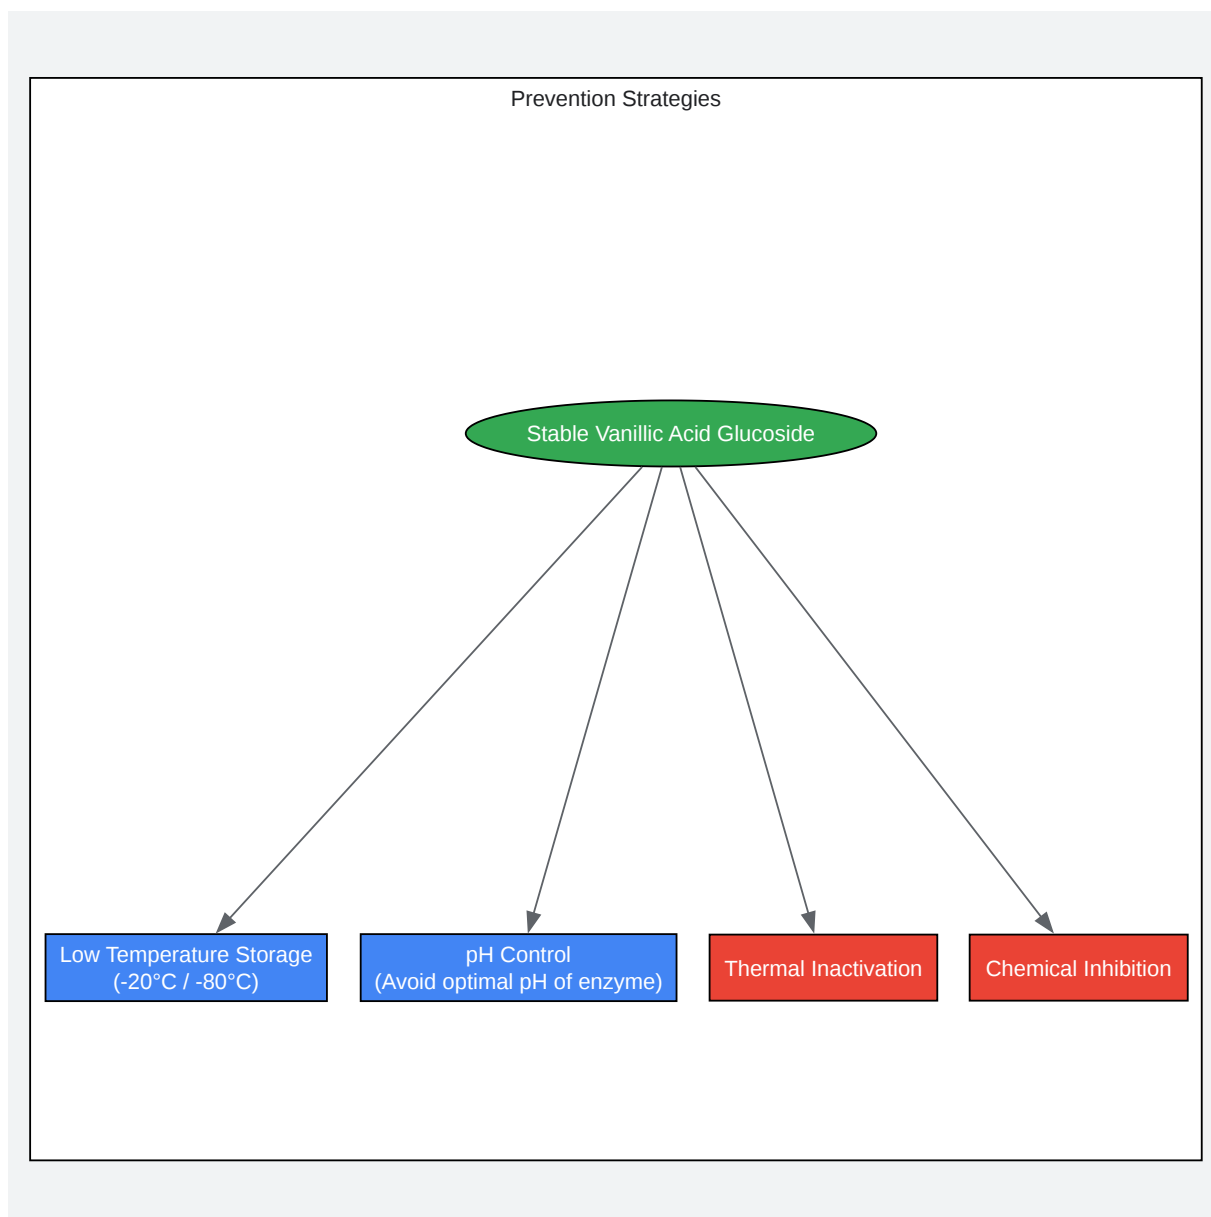 Prevention Strategies
Stable Vanillic Acid Glucoside
Low Temperature Storage
(-20°C / -80°C)
pH Control
(Avoid optimal pH of enzyme)
Thermal Inactivation
Chemical Inhibition